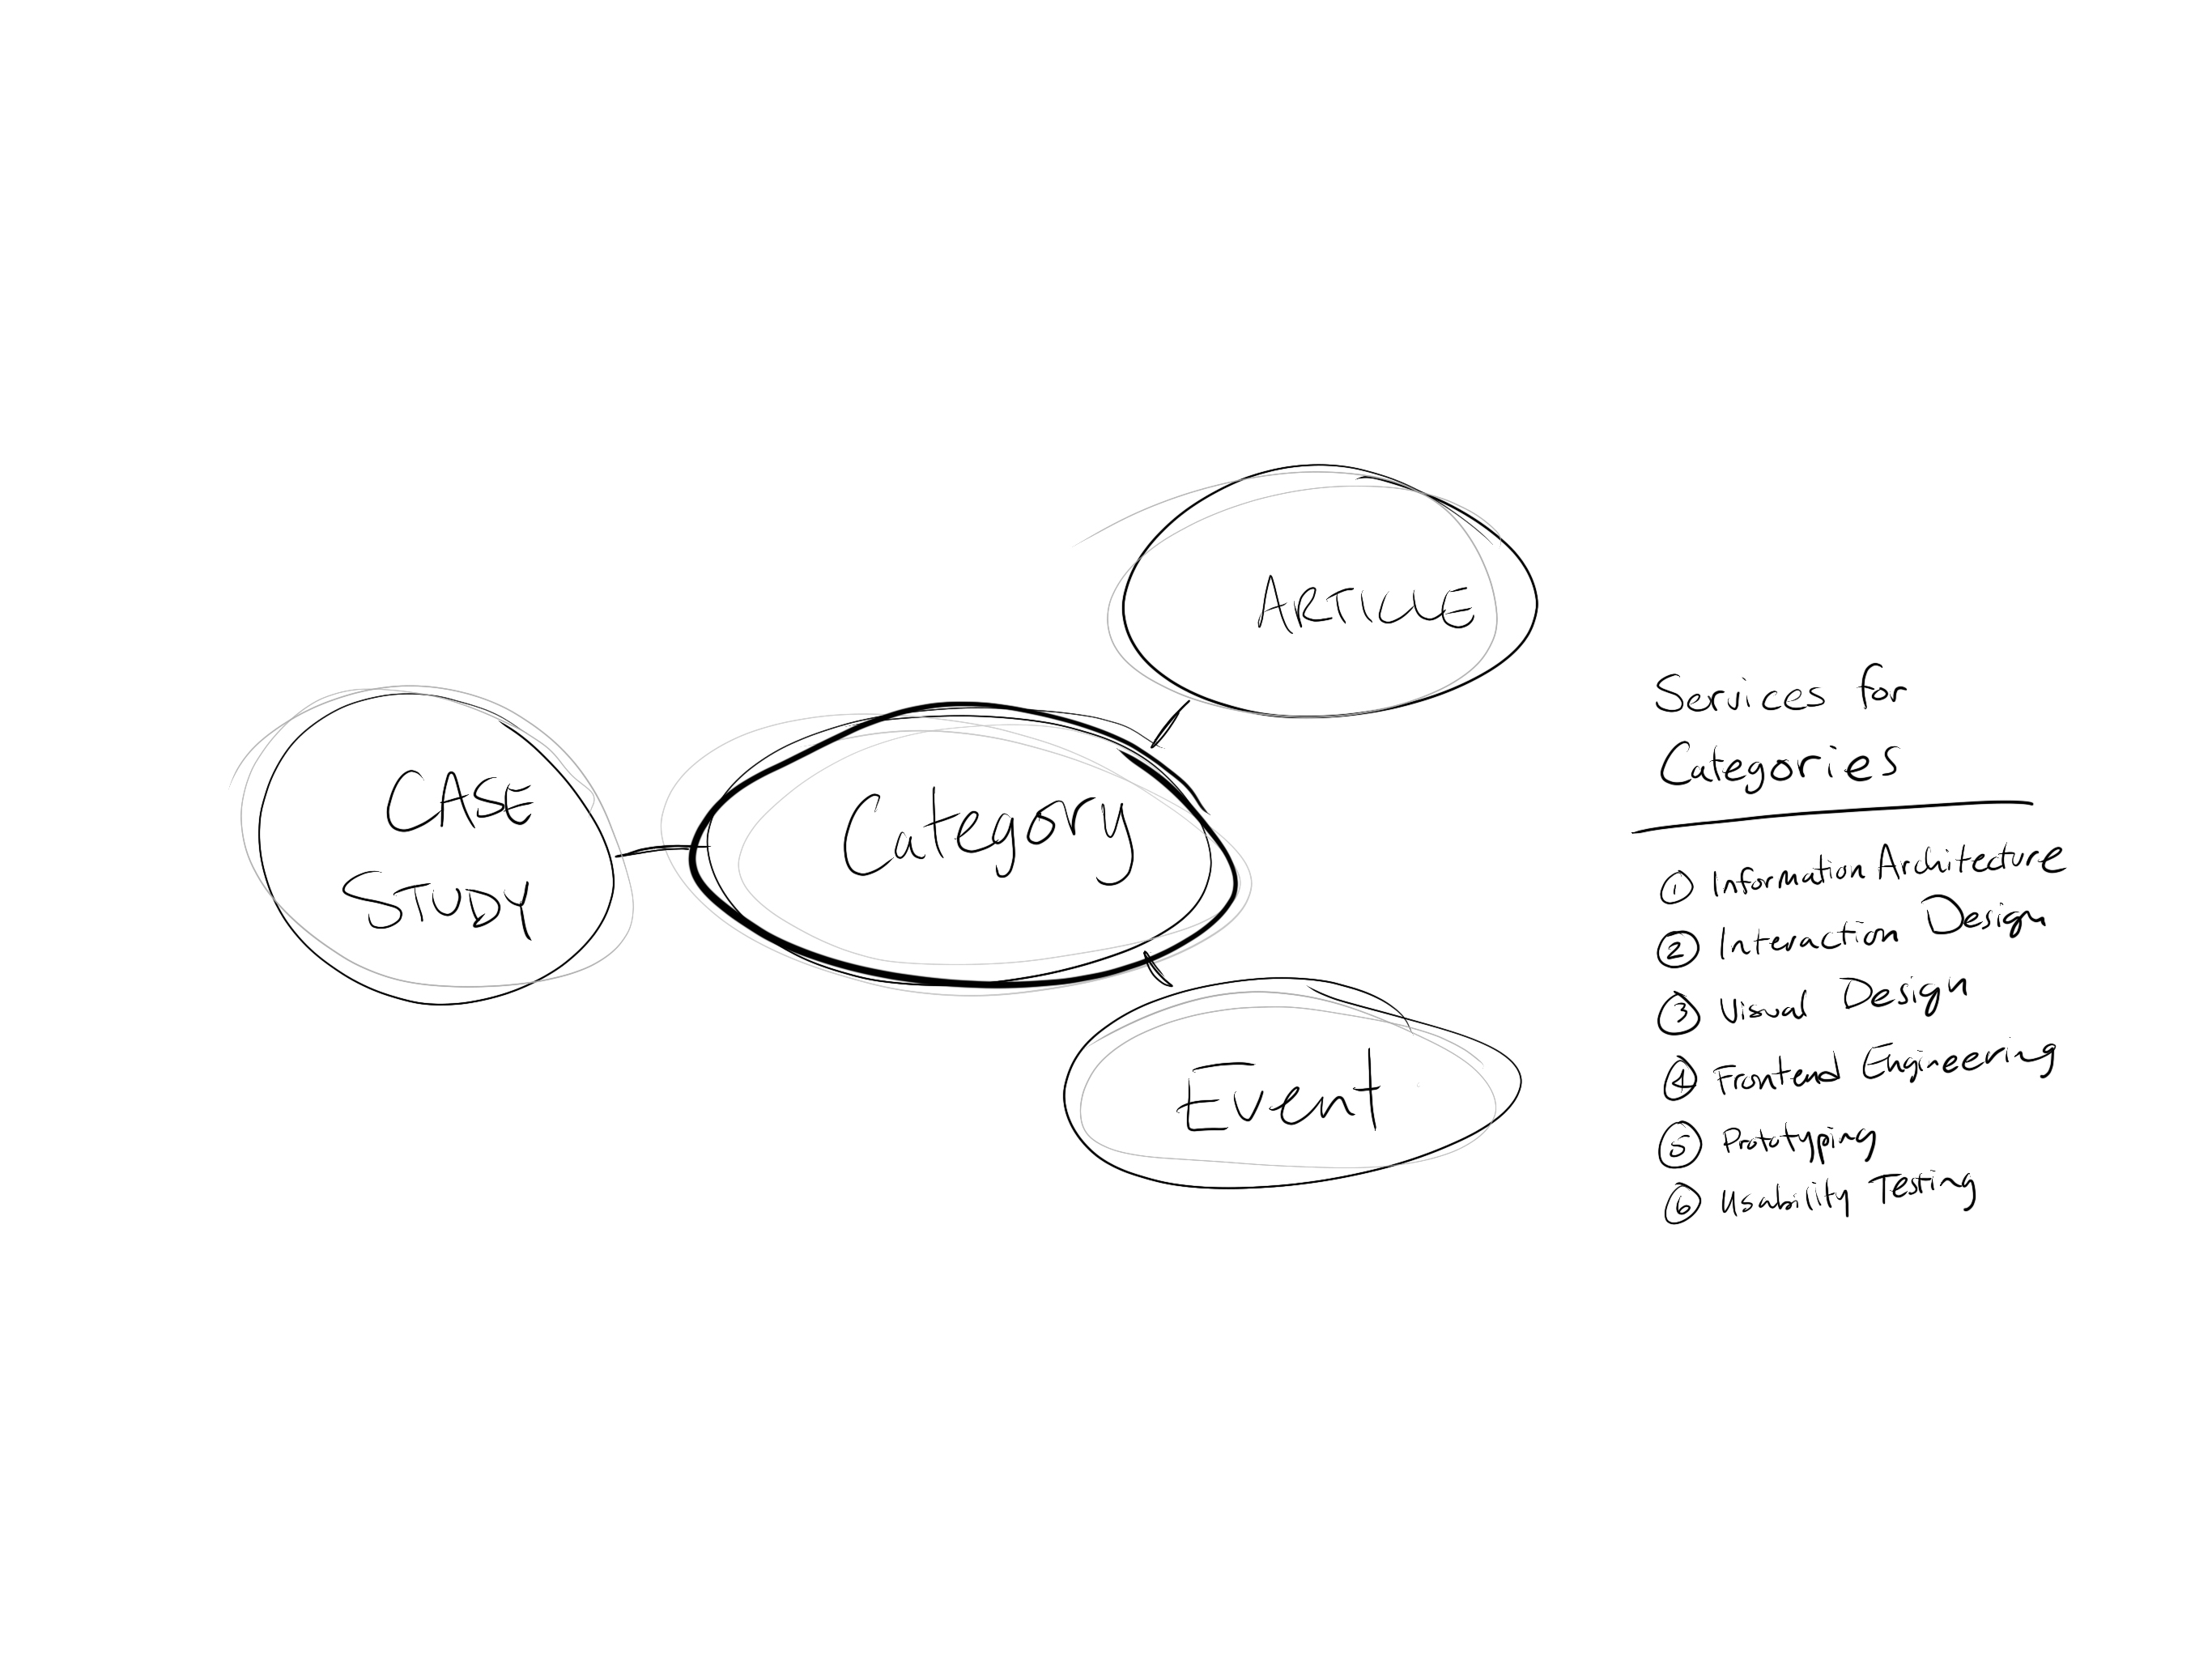 CASE
STUDY
Category
ARTICLE
Event
Services for
Categories
① Information Architecture
② Interaction Design
③ Visual Design
④ Frontend Engineering
⑤ Prototyping
⑥ Usability Testing